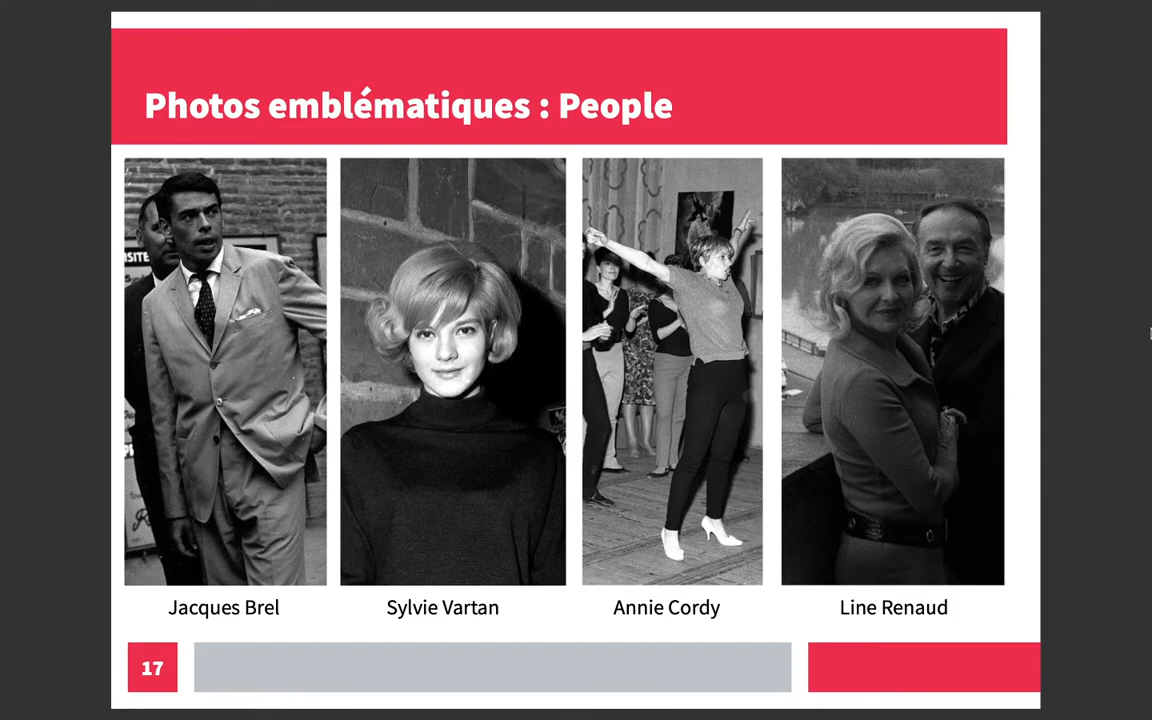 Photos emblématiques : People
Jacques Brel
Sylvie Vartan
Annie Cordy
Line Renaud
17